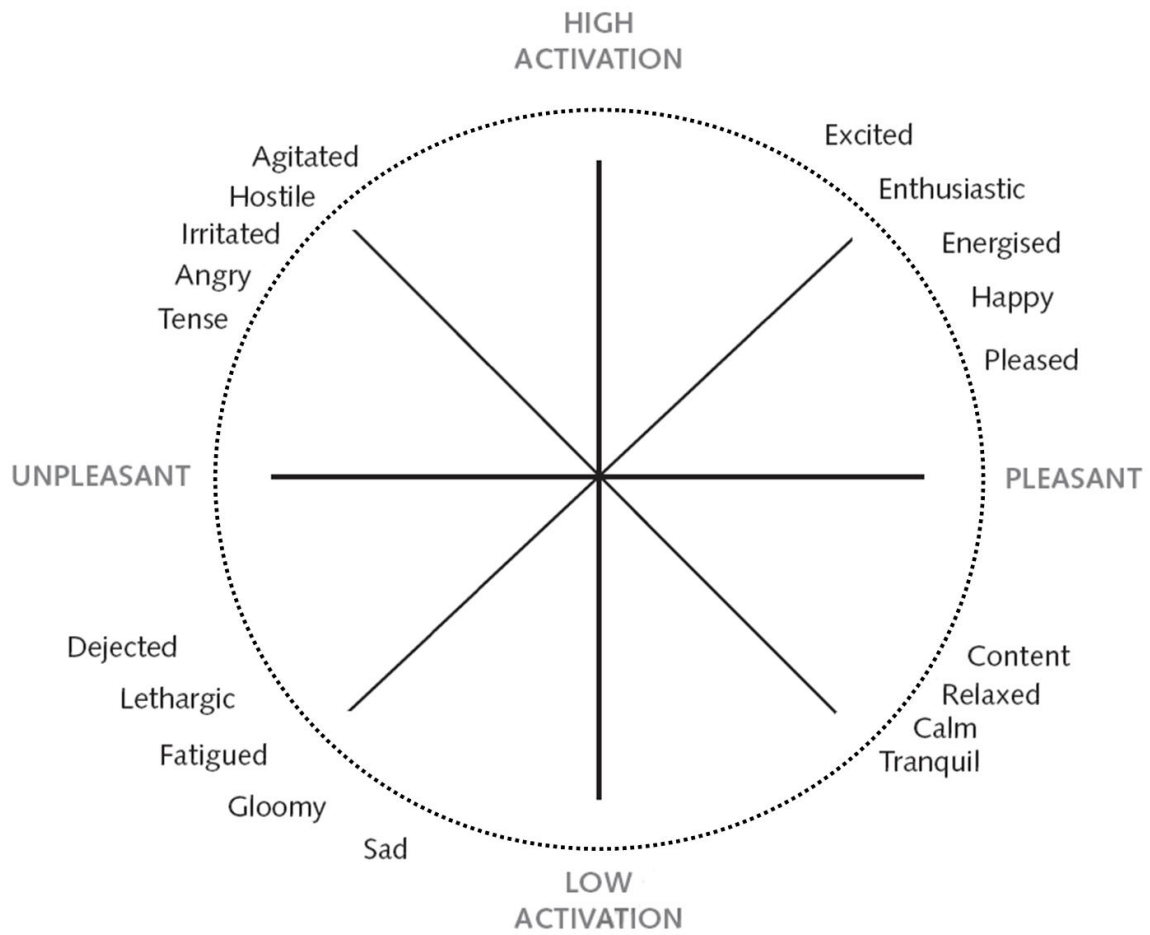 HIGH
ACTIVATION
Excited
Agitated
Enthusiastic
Hostile
Irritated
Energised
Angry
Happy
Tense
Pleased
UNPLEASANT
PLEASANT
Dejected
Content
Lethargic
Relaxed
Calm
Fatigued
Tranquil
Gloomy
Sad
LOW
ACTIVATION